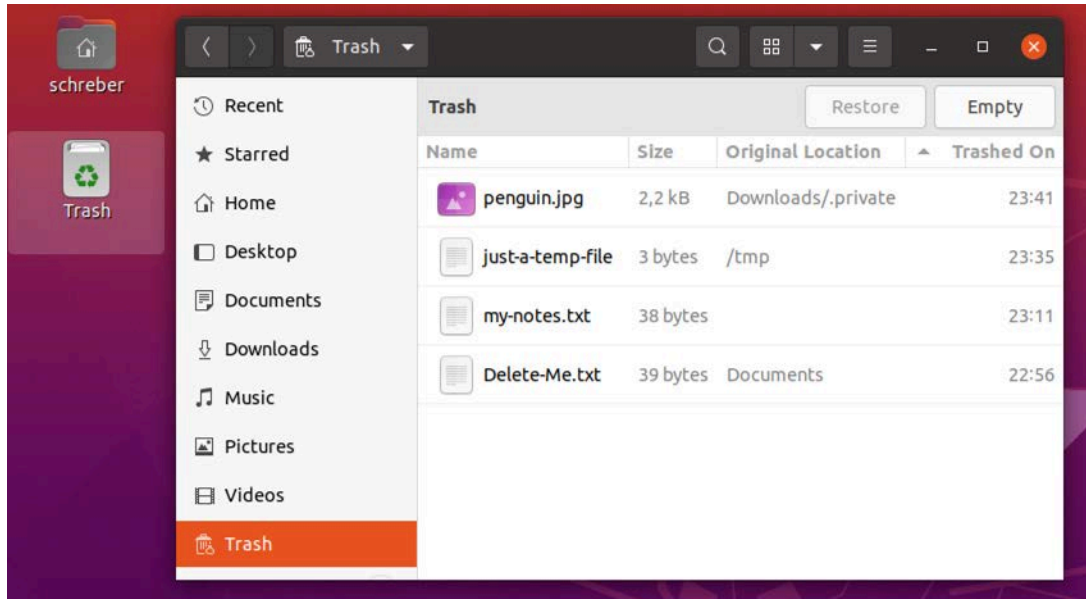 schreber
Trash
Trash
Recent
Starred
Home
Desktop
Documents
Downloads
Music
Pictures
Videos
Trash
Trash Restore Empty
Name Size Original Location Trashed On
penguin.jpg 2,2 kB Downloads/.private 23:41
just-a-temp-file 3 bytes /tmp 23:35
my-notes.txt 38 bytes 23:11
Delete-Me.txt 39 bytes Documents 22:56